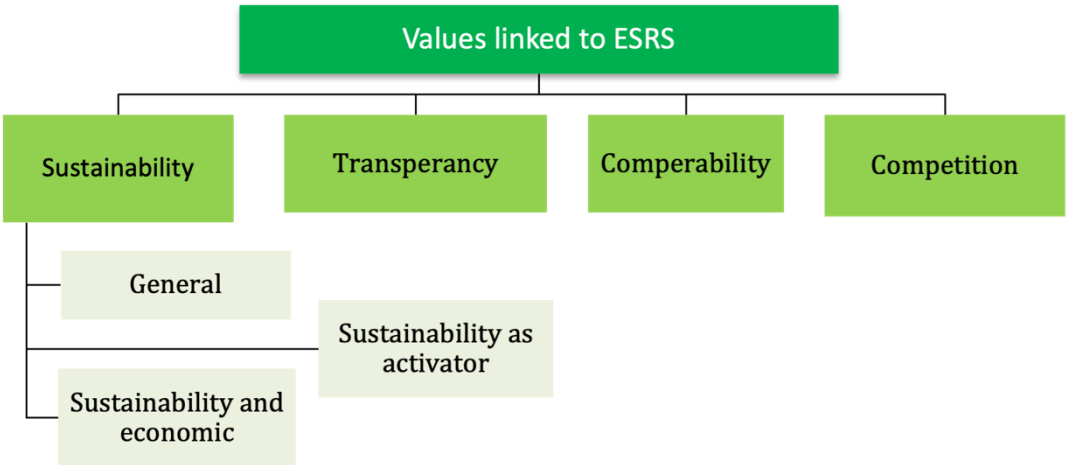 Values linked to ESRS
Sustainability
Transperancy
Comperability
Competition
General
Sustainability as
activator
Sustainability and
economic